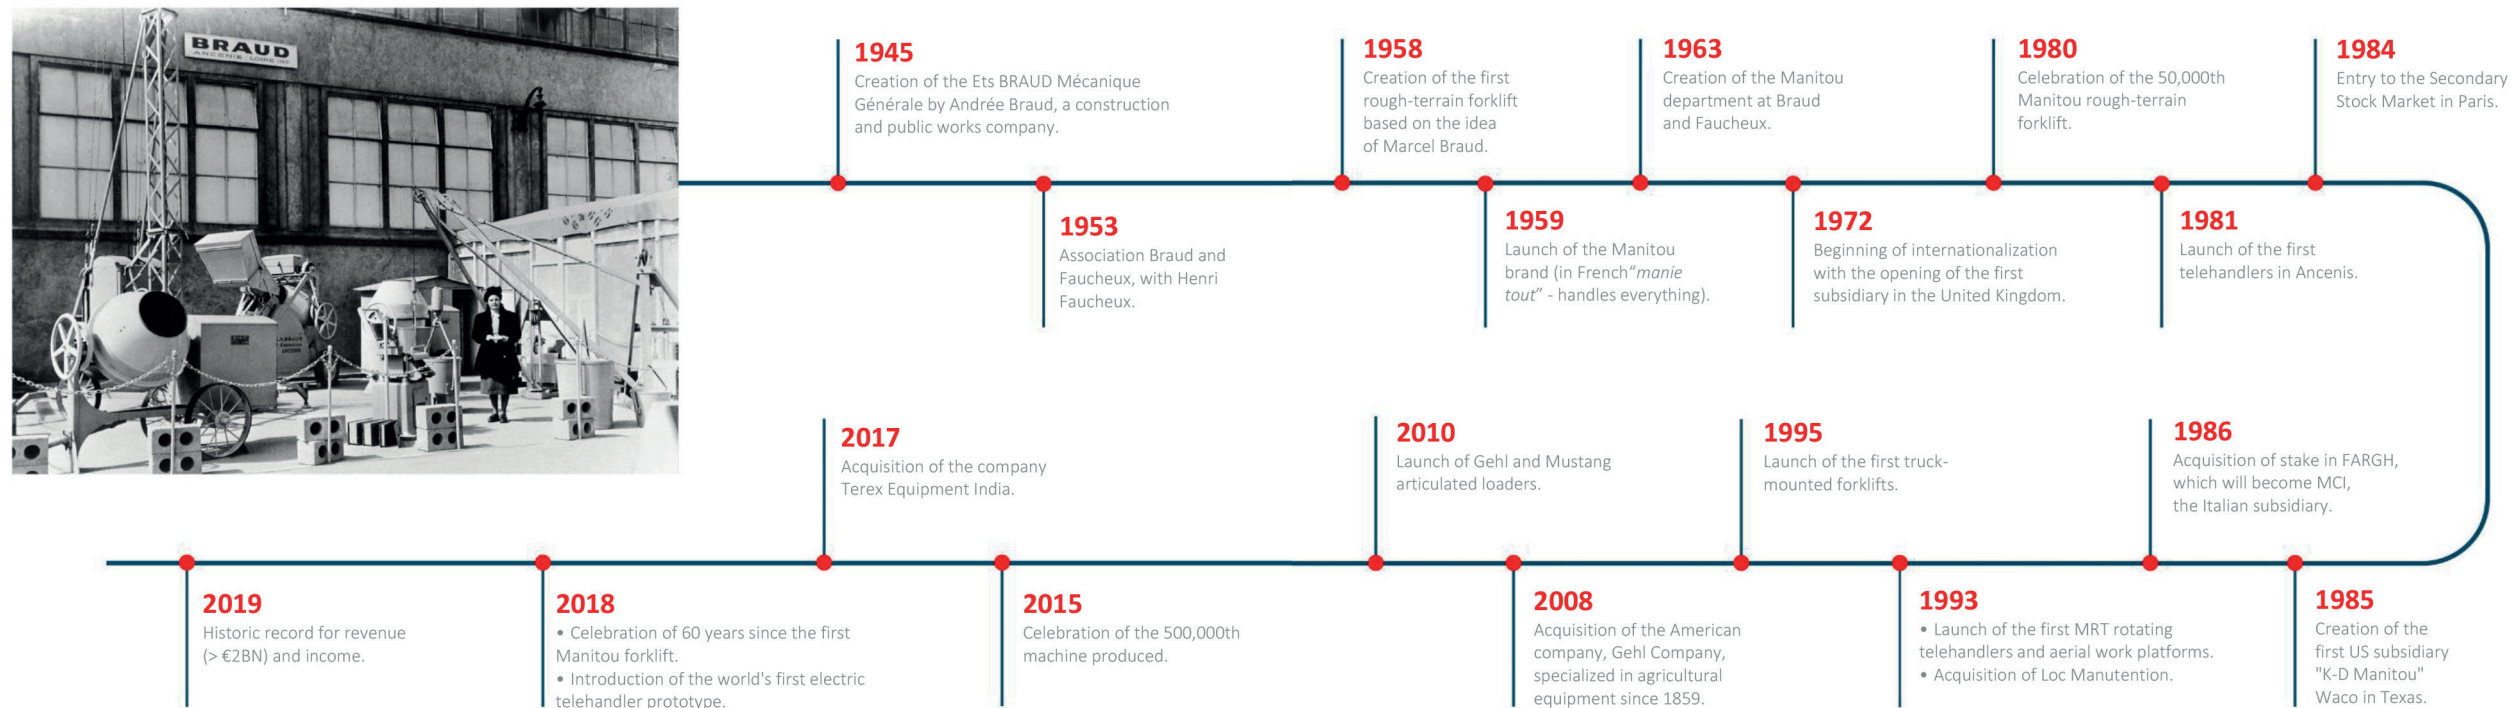 BRAUD
1945
Creation of the Ets BRAUD Mécanique
Générale by Andrée Braud, a construction
and public works company.
1953
Association Braud and
Faucheux, with Henri
Faucheux.
1958
Creation of the first
rough-terrain forklift
based on the idea
of Marcel Braud.
1959
Launch of the Manitou
brand (in French“manie
tout” - handles everything).
1963
Creation of the Manitou
department at Braud
and Faucheux.
1972
Beginning of internationalization
with the opening of the first
subsidiary in the United Kingdom.
1980
Celebration of the 50,000th
Manitou rough-terrain
forklift.
1981
Launch of the first
telehandlers in Ancenis.
1984
Entry to the Secondary
Stock Market in Paris.
1985
Creation of the
first US subsidiary
"K-D Manitou"
Waco in Texas.
1986
Acquisition of stake in FARGH,
which will become MCI,
the Italian subsidiary.
1993
• Launch of the first MRT rotating
telehandlers and aerial work platforms.
• Acquisition of Loc Manutention.
1995
Launch of the first truck-
mounted forklifts.
2008
Acquisition of the American
company, Gehl Company,
specialized in agricultural
equipment since 1859.
2010
Launch of Gehl and Mustang
articulated loaders.
2015
Celebration of the 500,000th
machine produced.
2017
Acquisition of the company
Terex Equipment India.
2018
• Celebration of 60 years since the first
Manitou forklift.
• Introduction of the world's first electric
telehandler prototype.
2019
Historic record for revenue
(> €2BN) and income.